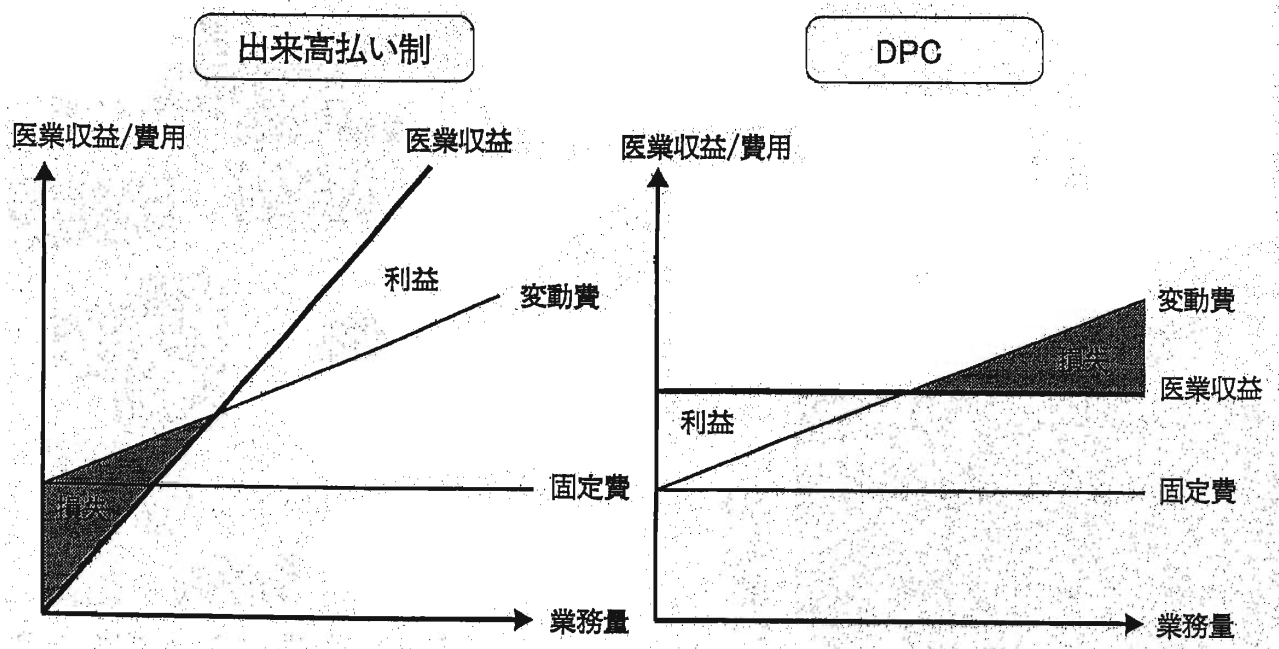 出来高払い制
医業収益/費用
医業収益
利益
変動費
損失
固定費
業務量
DPC
医業収益/費用
変動費
損失
医業収益
利益
固定費
業務量